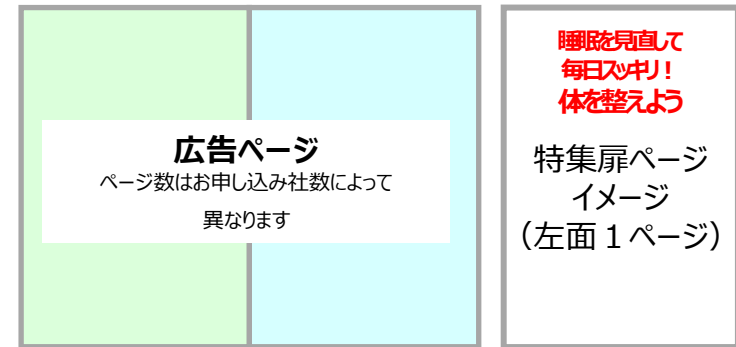 広告ページ
ページ数はお申し込み社数によって
異なります
睡眠を見直して
毎日スッキリ！
体を整えよう
特集扉ページ
イメージ
（左面１ページ）